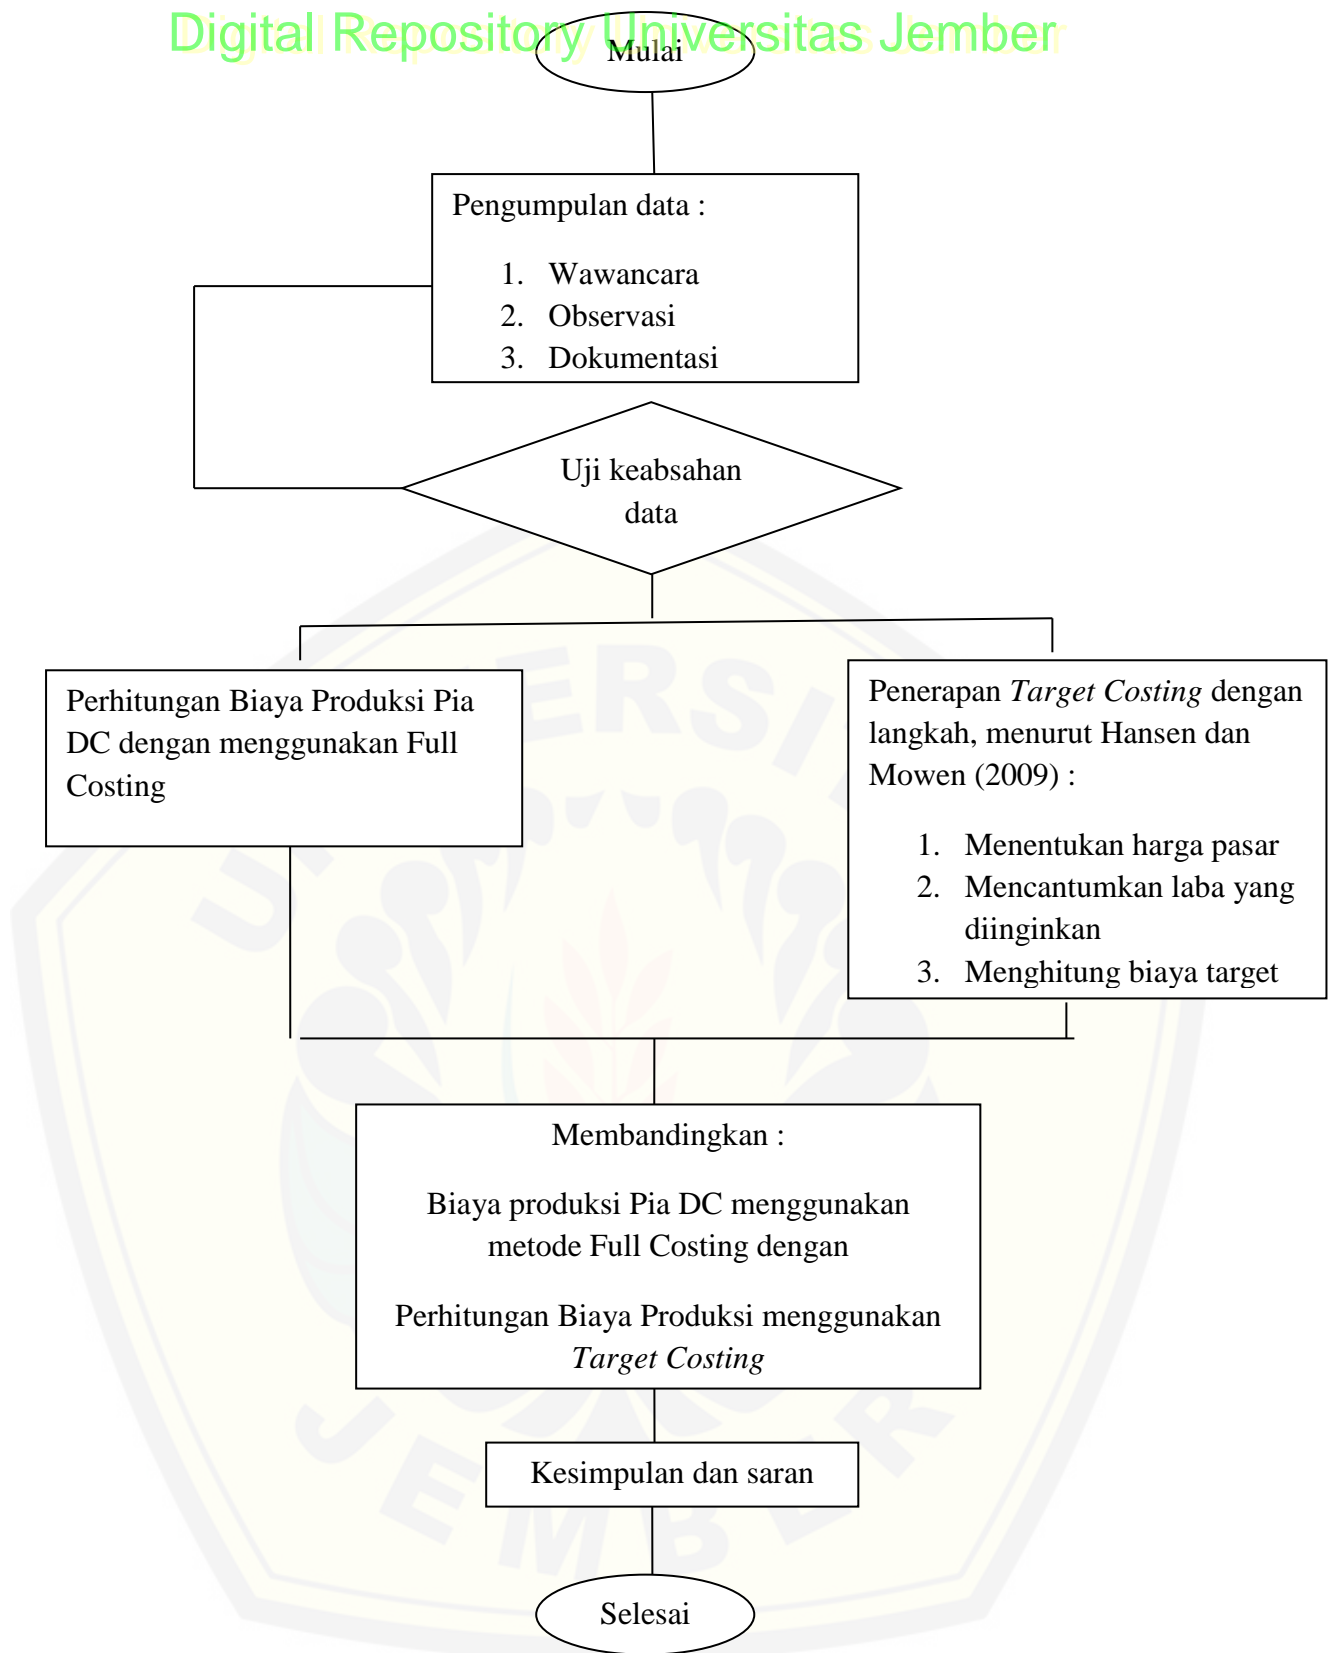 Digital Repository Universitas Jember
Mulai
Pengumpulan data :
1. Wawancara
2. Observasi
3. Dokumentasi
Uji keabsahan
data
Perhitungan Biaya Produksi Pia
DC dengan menggunakan Full
Costing
Penerapan Target Costing dengan
langkah, menurut Hansen dan
Mowen (2009) :
1. Menentukan harga pasar
2. Mencantumkan laba yang
diinginkan
3. Menghitung biaya target
Membandingkan :
Biaya produksi Pia DC menggunakan
metode Full Costing dengan
Perhitungan Biaya Produksi menggunakan
Target Costing
Kesimpulan dan saran
Selesai
UNIVERSITAS
JEMBER